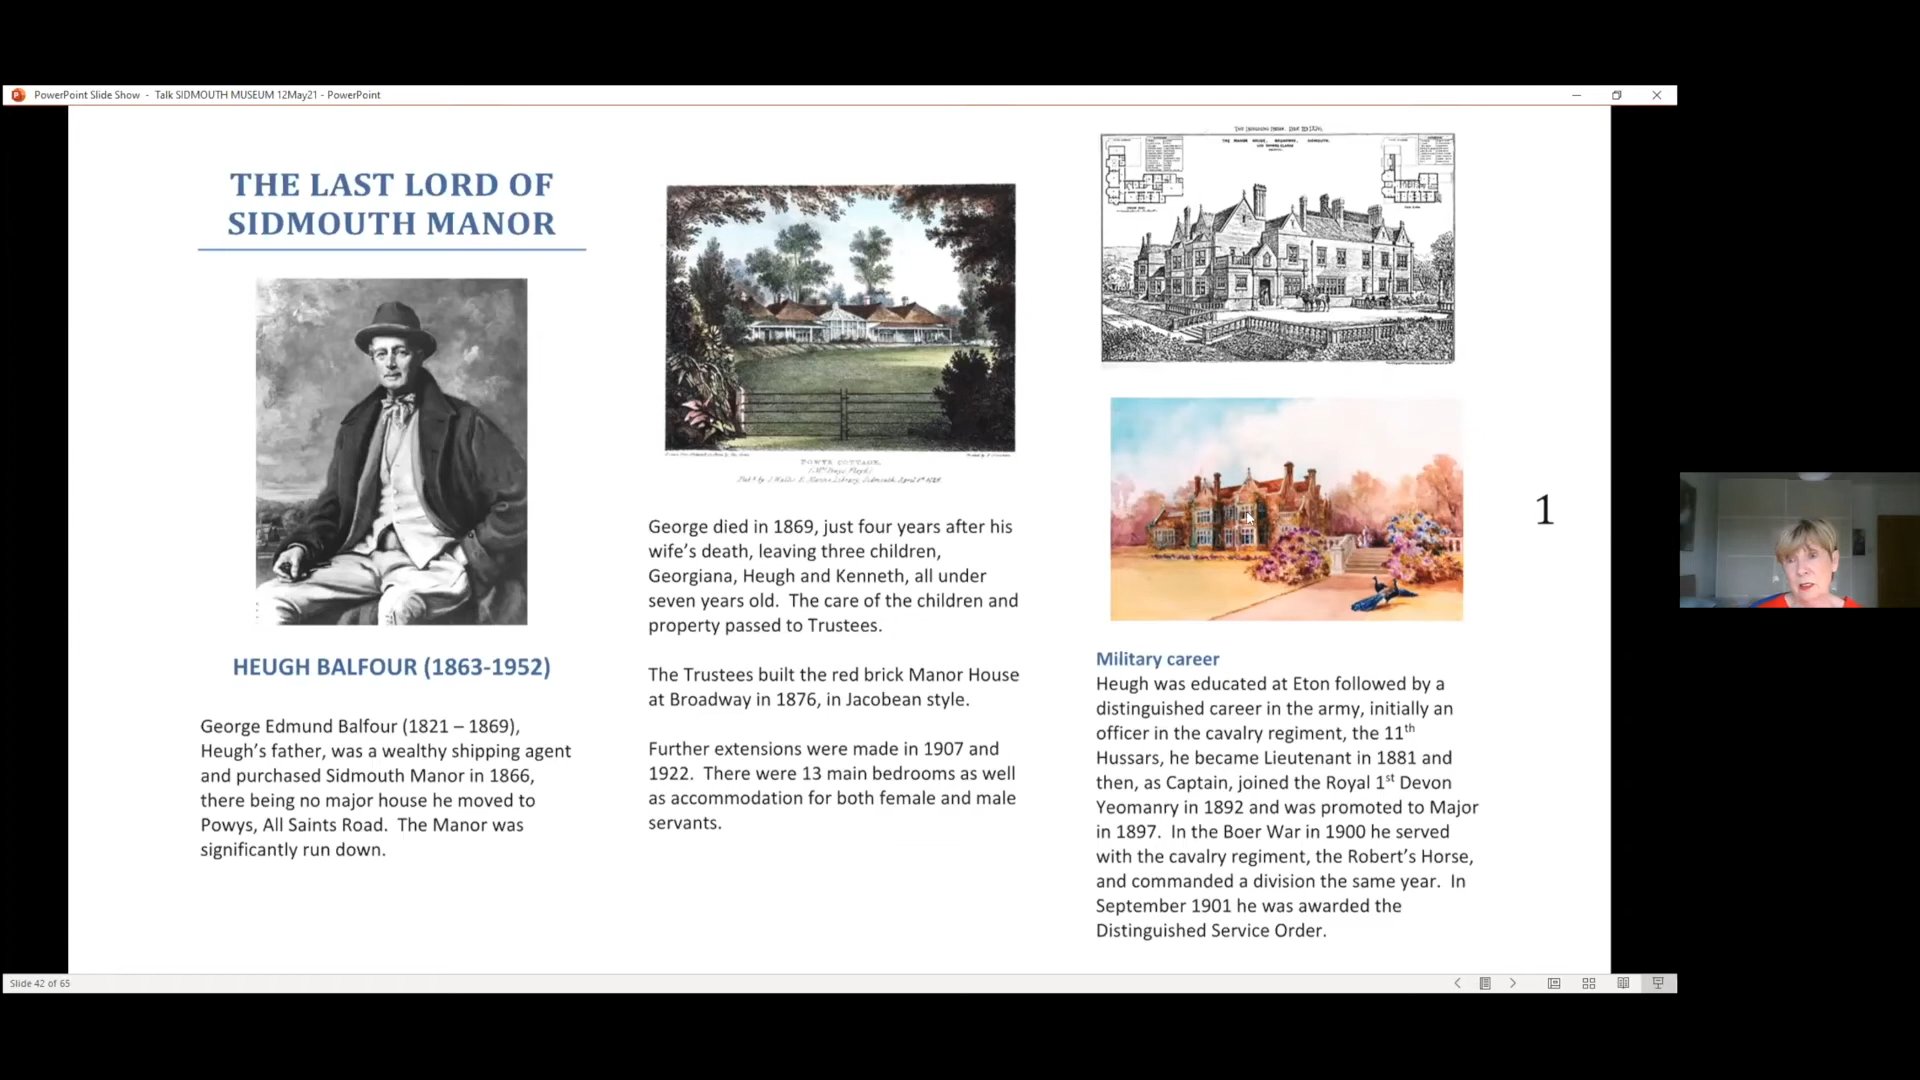 PowerPoint Slide Show - Talk SIDMOUTH MUSEUM 12May21 - PowerPoint
THE LAST LORD OF
SIDMOUTH MANOR
HEUGH BALFOUR (1863-1952)
George Edmund Balfour (1821 – 1869),
Heugh's father, was a wealthy shipping agent
and purchased Sidmouth Manor in 1866,
there being no major house he moved to
Powys, All Saints Road. The Manor was
significantly run down.
POWYS COTTAGE.
George died in 1869, just four years after his
wife's death, leaving three children,
Georgiana, Heugh and Kenneth, all under
seven years old. The care of the children and
property passed to Trustees.
The Trustees built the red brick Manor House
at Broadway in 1876, in Jacobean style.
Further extensions were made in 1907 and
1922. There were 13 main bedrooms as well
as accommodation for both female and male
servants.
THE MANOR HOUSE, BROADWAY, SIDMOUTH.
Military career
Heugh was educated at Eton followed by a
distinguished career in the army, initially an
officer in the cavalry regiment, the 11th
Hussars, he became Lieutenant in 1881 and
then, as Captain, joined the Royal 1st Devon
Yeomanry in 1892 and was promoted to Major
in 1897. In the Boer War in 1900 he served
with the cavalry regiment, the Robert's Horse,
and commanded a division the same year. In
September 1901 he was awarded the
Distinguished Service Order.
1
Slide 42 of 65